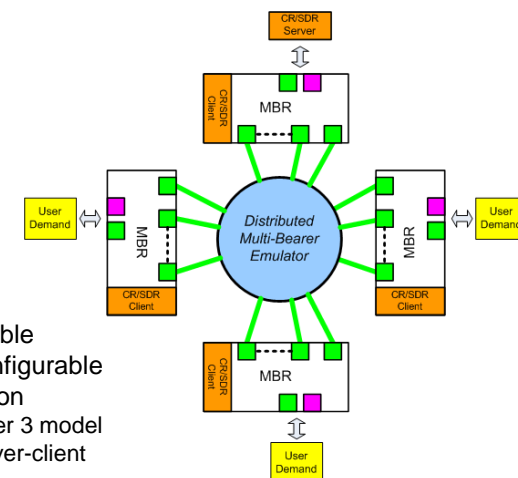 CR/SDR
Server
CR/SDR
Client
MBR
User
Demand
MBR
CR/SDR
Client
Distributed
Multi-Bearer
Emulator
MBR
CR/SDR
Client
User
Demand
CR/SDR
Client
MBR
User
Demand
ble
nfigurable
on
er 3 model
ver-client